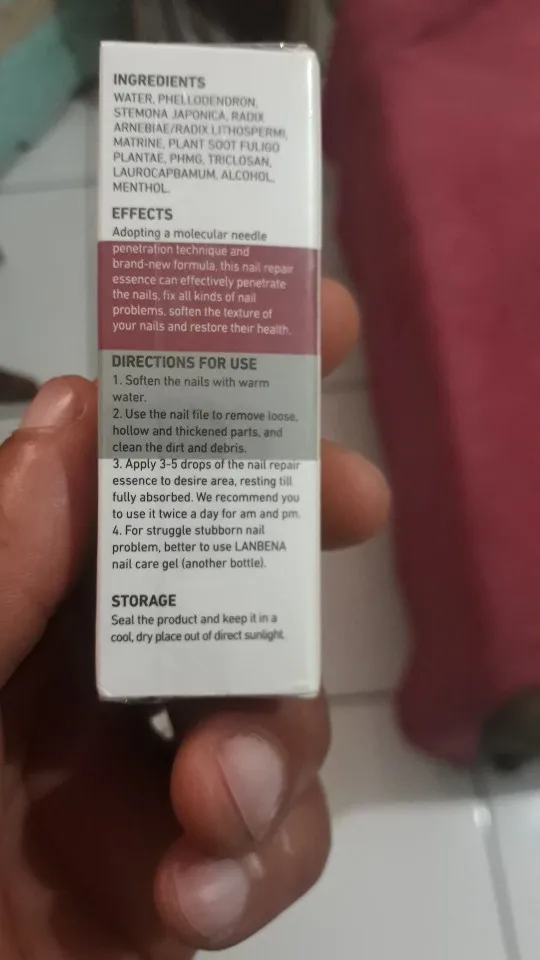 INGREDIENTS
WATER, PHELLODENDRON,
STEMONA JAPONICA, RADIX
ARNEBIAE/RADIX LITHOSPERMI,
MATRINE, PLANT SOOT FULIGO
PLANTAE, PHMG, TRICLOSAN,
LAUROCAPBAMUM, ALCOHOL,
MENTHOL.
EFFECTS
Adopting a molecular needle
penetration technique and
brand-new formula, this nail repair
essence can effectively penetrate
the nails, fix all kinds of nail
problems, soften the texture of
your nails and restore their health.
DIRECTIONS FOR USE
1. Soften the nails with warm
water.
2. Use the nail file to remove loose,
hollow and thickened parts, and
clean the dirt and debris.
3. Apply 3-5 drops of the nail repair
essence to desire area, resting till
fully absorbed. We recommend you
to use it twice a day for am and pm.
4. For struggle stubborn nail
problem, better to use LANBENA
nail care gel (another bottle).
STORAGE
Seal the product and keep it in a
cool, dry place out of direct sunlight.